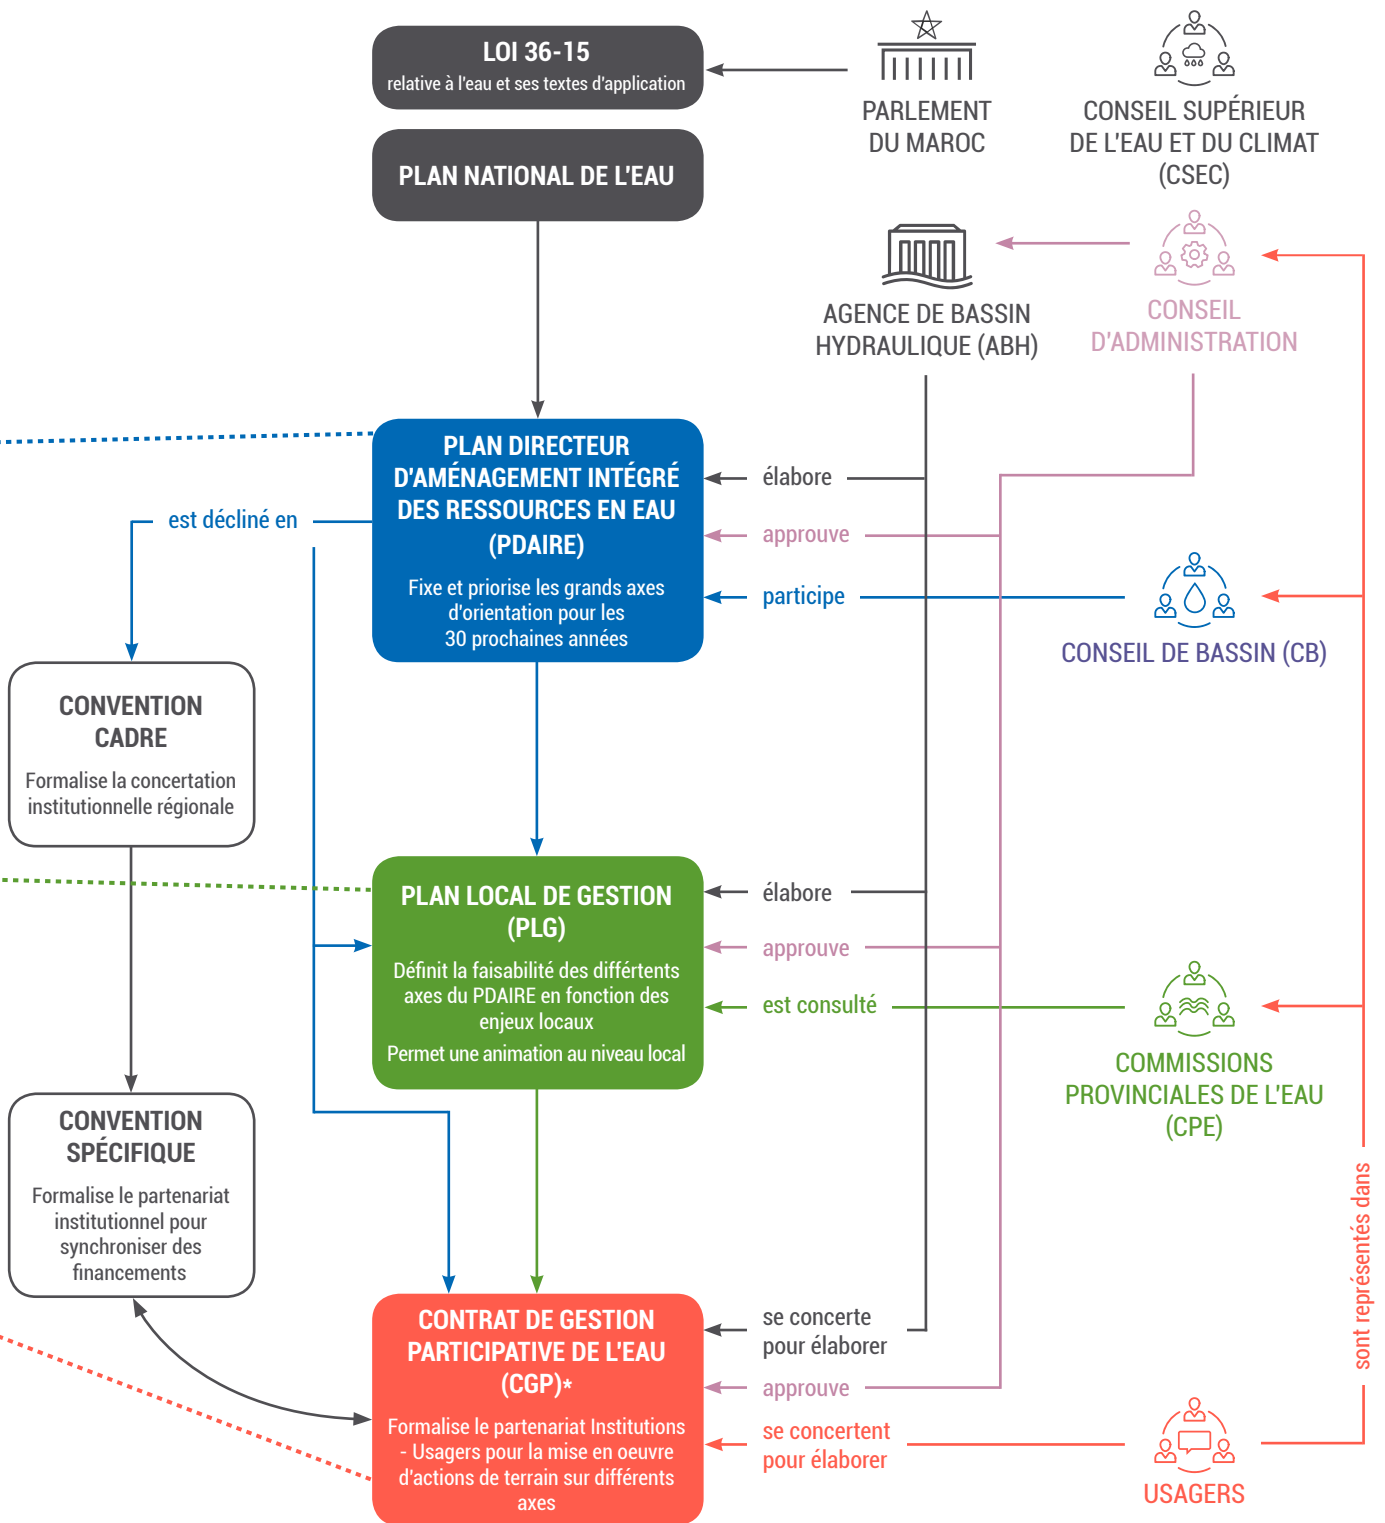 LOI 36-15
relative à l'eau et ses textes d'application
PARLEMENT
DU MAROC
CONSEIL SUPÉRIEUR
DE L'EAU ET DU CLIMAT
(CSEC)
PLAN NATIONAL DE L'EAU
AGENCE DE BASSIN
HYDRAULIQUE (ABH)
CONSEIL
D'ADMINISTRATION
PLAN DIRECTEUR
D'AMÉNAGEMENT INTÉGRÉ
DES RESSOURCES EN EAU
(PDAIRE)
Fixe et priorise les grands axes
d'orientation pour les
30 prochaines années
élabore
approuve
participe
est décliné en
CONSEIL DE BASSIN (CB)
CONVENTION
CADRE
Formalise la concertation
institutionnelle régionale
PLAN LOCAL DE GESTION
(PLG)
Définit la faisabilité des différtents
axes du PDAIRE en fonction des
enjeux locaux
Permet une animation au niveau local
élabore
approuve
est consulté
COMMISSIONS
PROVINCIALES DE L'EAU
(CPE)
CONVENTION
SPÉCIFIQUE
Formalise le partenariat
institutionnel pour
synchroniser des
financements
sont représentés dans
CONTRAT DE GESTION
PARTICIPATIVE DE L'EAU
(CGP)*
Formalise le partenariat Institutions
- Usagers pour la mise en oeuvre
d'actions de terrain sur différents
axes
se concerte
pour élaborer
approuve
se concertent
pour élaborer
USAGERS